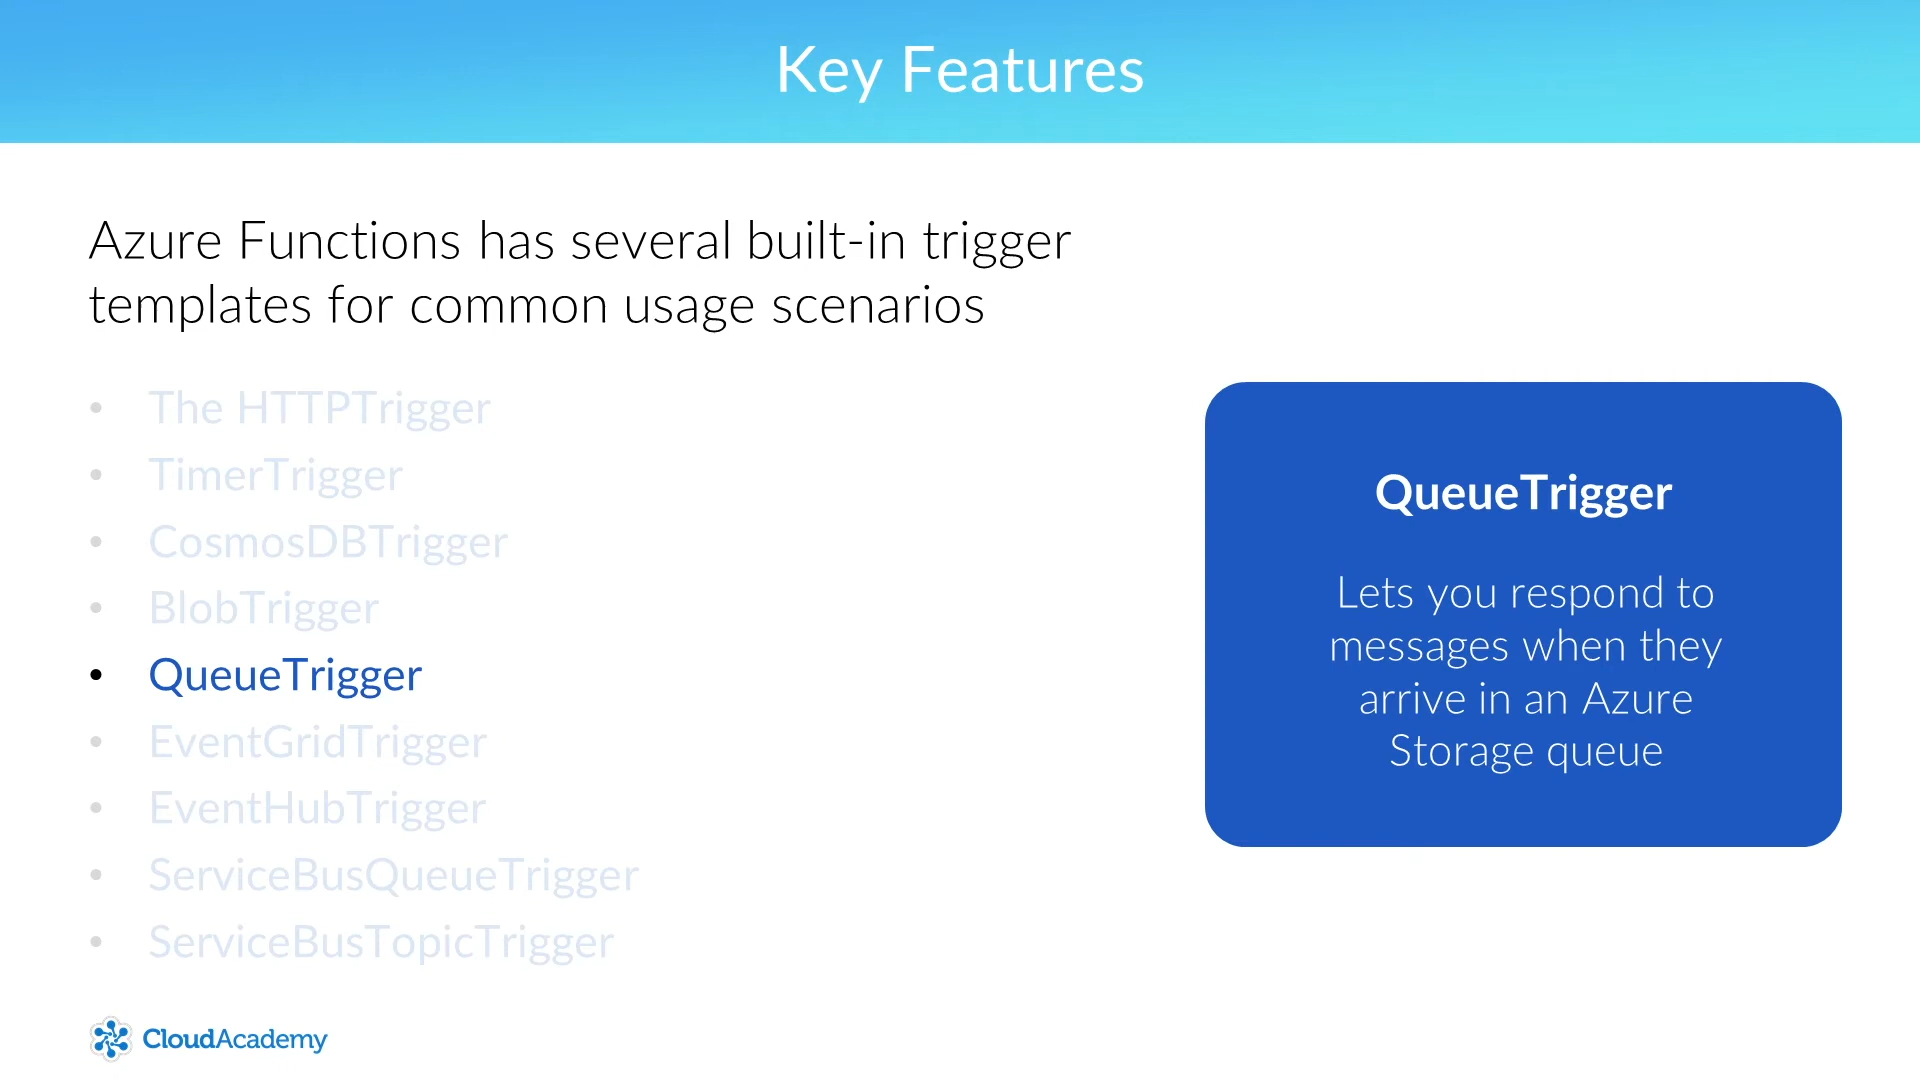 Key Features
Azure Functions has several built-in trigger
templates for common usage scenarios
• The HTTPTrigger
• TimerTrigger
• CosmosDBTrigger
• BlobTrigger
• QueueTrigger
• EventGridTrigger
• EventHubTrigger
• ServiceBusQueueTrigger
• ServiceBusTopicTrigger
QueueTrigger
Lets you respond to
messages when they
arrive in an Azure
Storage queue
CloudAcademy